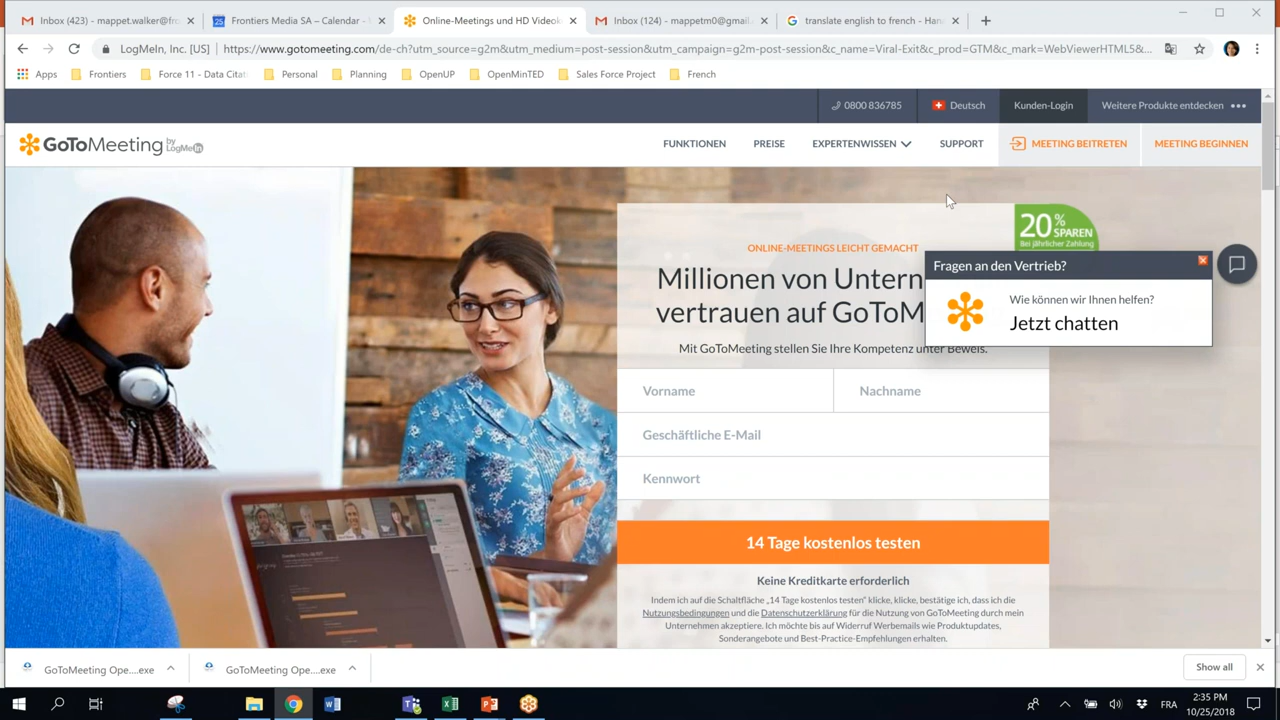 Inbox (423) - mappet.walker@fro
Frontiers Media SA – Calendar -
Online-Meetings und HD Videok
Inbox (124) - mappetm0@gmail.
translate english to french - Han
LogMeIn, Inc. [US]
https://www.gotomeeting.com/de-ch?utm_source=g2m&utm_medium=post-session&utm_campaign=g2m-post-session&c_name=Viral-Exit&c_prod=GTM&c_mark=WebViewerHTML5&...
Apps
Frontiers
Force 11 - Data Citat
Personal
Planning
OpenUP
OpenMinTED
Sales Force Project
French
0800 836785
Deutsch
Kunden-Login
Weitere Produkte entdecken
GoToMeeting by LogMeIn
FUNKTIONEN
PREISE
EXPERTENWISSEN
SUPPORT
MEETING BEITRETEN
MEETING BEGINNEN
20% SPAREN
Bei jährlicher Zahlung
ONLINE-MEETINGS LEICHT GEMACHT
Millionen von Untern
vertrauen auf GoToM
Mit GoToMeeting stellen Sie Ihre Kompetenz unter Beweis.
Fragen an den Vertrieb?
Wie können wir Ihnen helfen?
Jetzt chatten
Vorname
Nachname
Geschäftliche E-Mail
Kennwort
14 Tage kostenlos testen
Keine Kreditkarte erforderlich
Indem ich auf die Schaltfläche „14 Tage kostenlos testen" klicke, klicke, bestätige ich, dass ich die
Nutzungsbedingungen und die Datenschutzerklärung für die Nutzung von GoToMeeting durch mein
Unternehmen akzeptiere. Ich möchte bis auf Widerruf Werbemails wie Produktupdates,
Sonderangebote und Best-Practice-Empfehlungen erhalten.
GoToMeeting Ope....exe
GoToMeeting Ope....exe
Show all
FRA
2:35 PM
10/25/2018